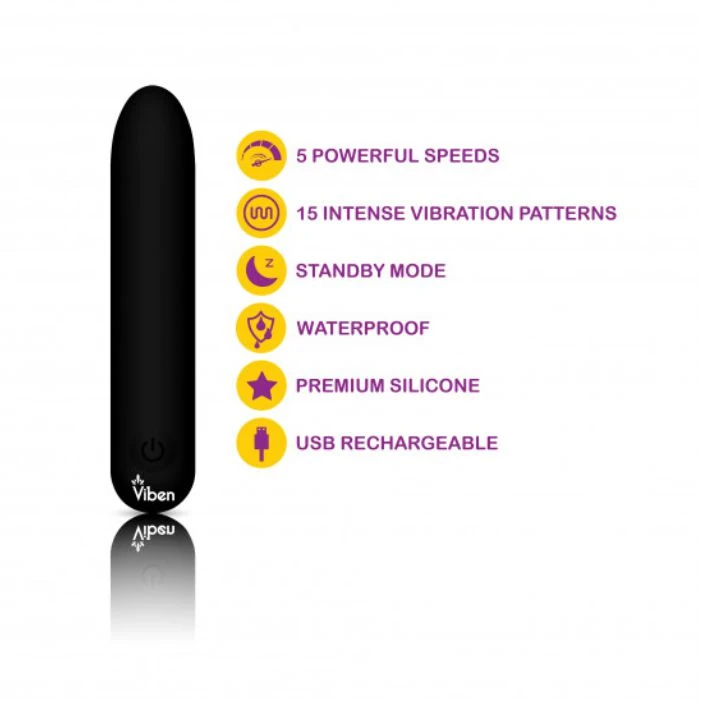 5 POWERFUL SPEEDS
15 INTENSE VIBRATION PATTERNS
Z
STANDBY MODE
WATERPROOF
PREMIUM SILICONE
USB RECHARGEABLE
Viben